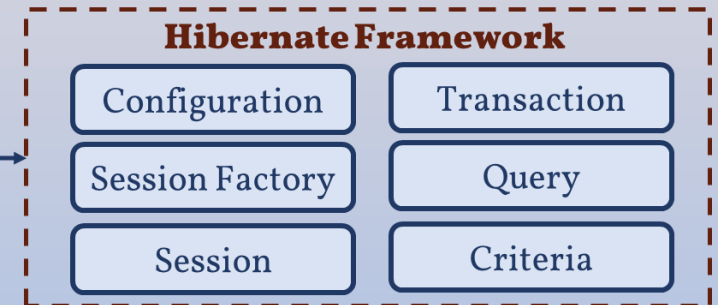 Hibernate Framework
Configuration
Transaction
Session Factory
Query
Session
Criteria